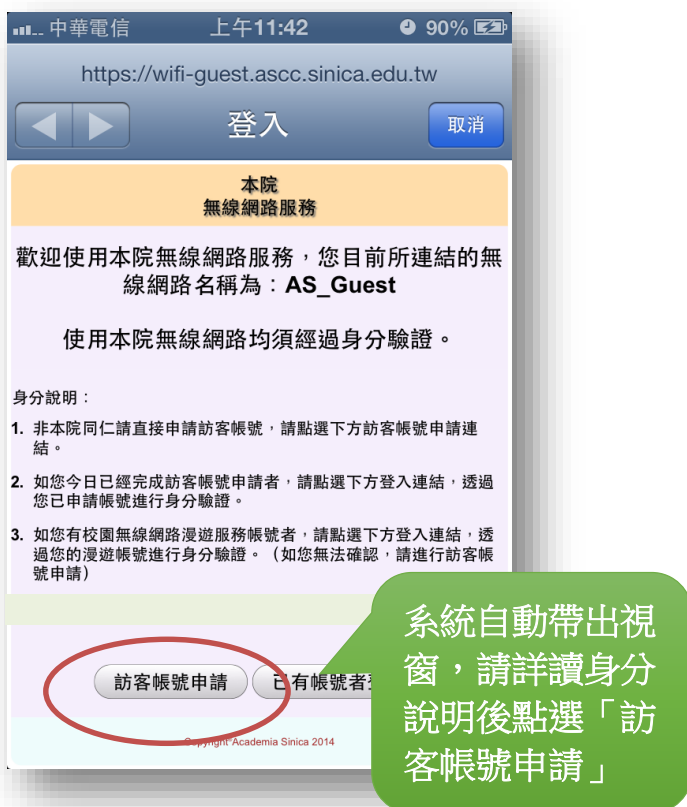 中華電信 上午11:42 90%
https://wifi-guest.ascc.sinica.edu.tw
登入 取消
本院
無線網路服務
歡迎使用本院無線網路服務，您目前所連結的無
線網路名稱為：AS_Guest
使用本院無線網路均須經過身分驗證。
身分說明：
1. 非本院同仁請直接申請訪客帳號，請點選下方訪客帳號申請連
結。
2. 如您今日已經完成訪客帳號申請者，請點選下方登入連結，透過
您已申請帳號進行身分驗證。
3. 如您有校園無線網路漫遊服務帳號者，請點選下方登入連結，透
過您的漫遊帳號進行身分驗證。（如您無法確認，請進行訪客帳
號申請）
訪客帳號申請 已有帳號者
Copyright Academia Sinica 2014
系統自動帶出視
窗，請詳讀身分
說明後點選「訪
客帳號申請」